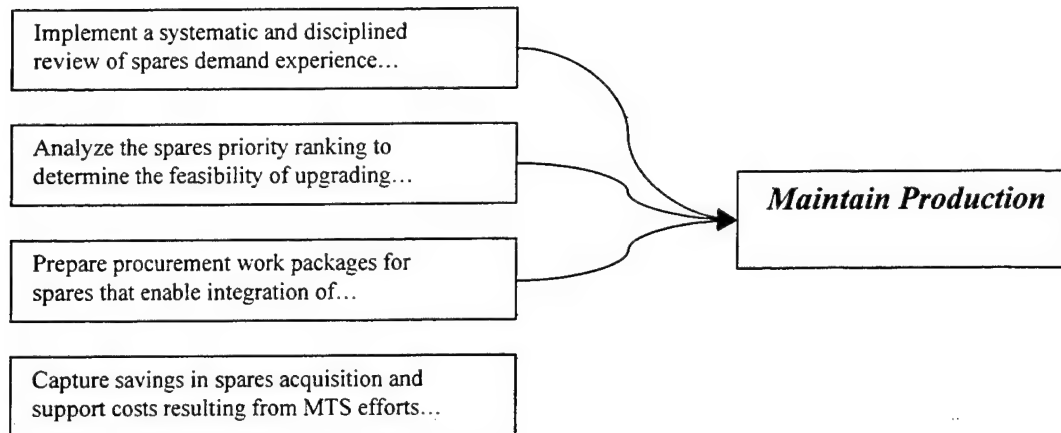 Implement a systematic and disciplined
review of spares demand experience…
Analyze the spares priority ranking to
determine the feasibility of upgrading…
Maintain Production
Prepare procurement work packages for
spares that enable integration of…
Capture savings in spares acquisition and
support costs resulting from MTS efforts…